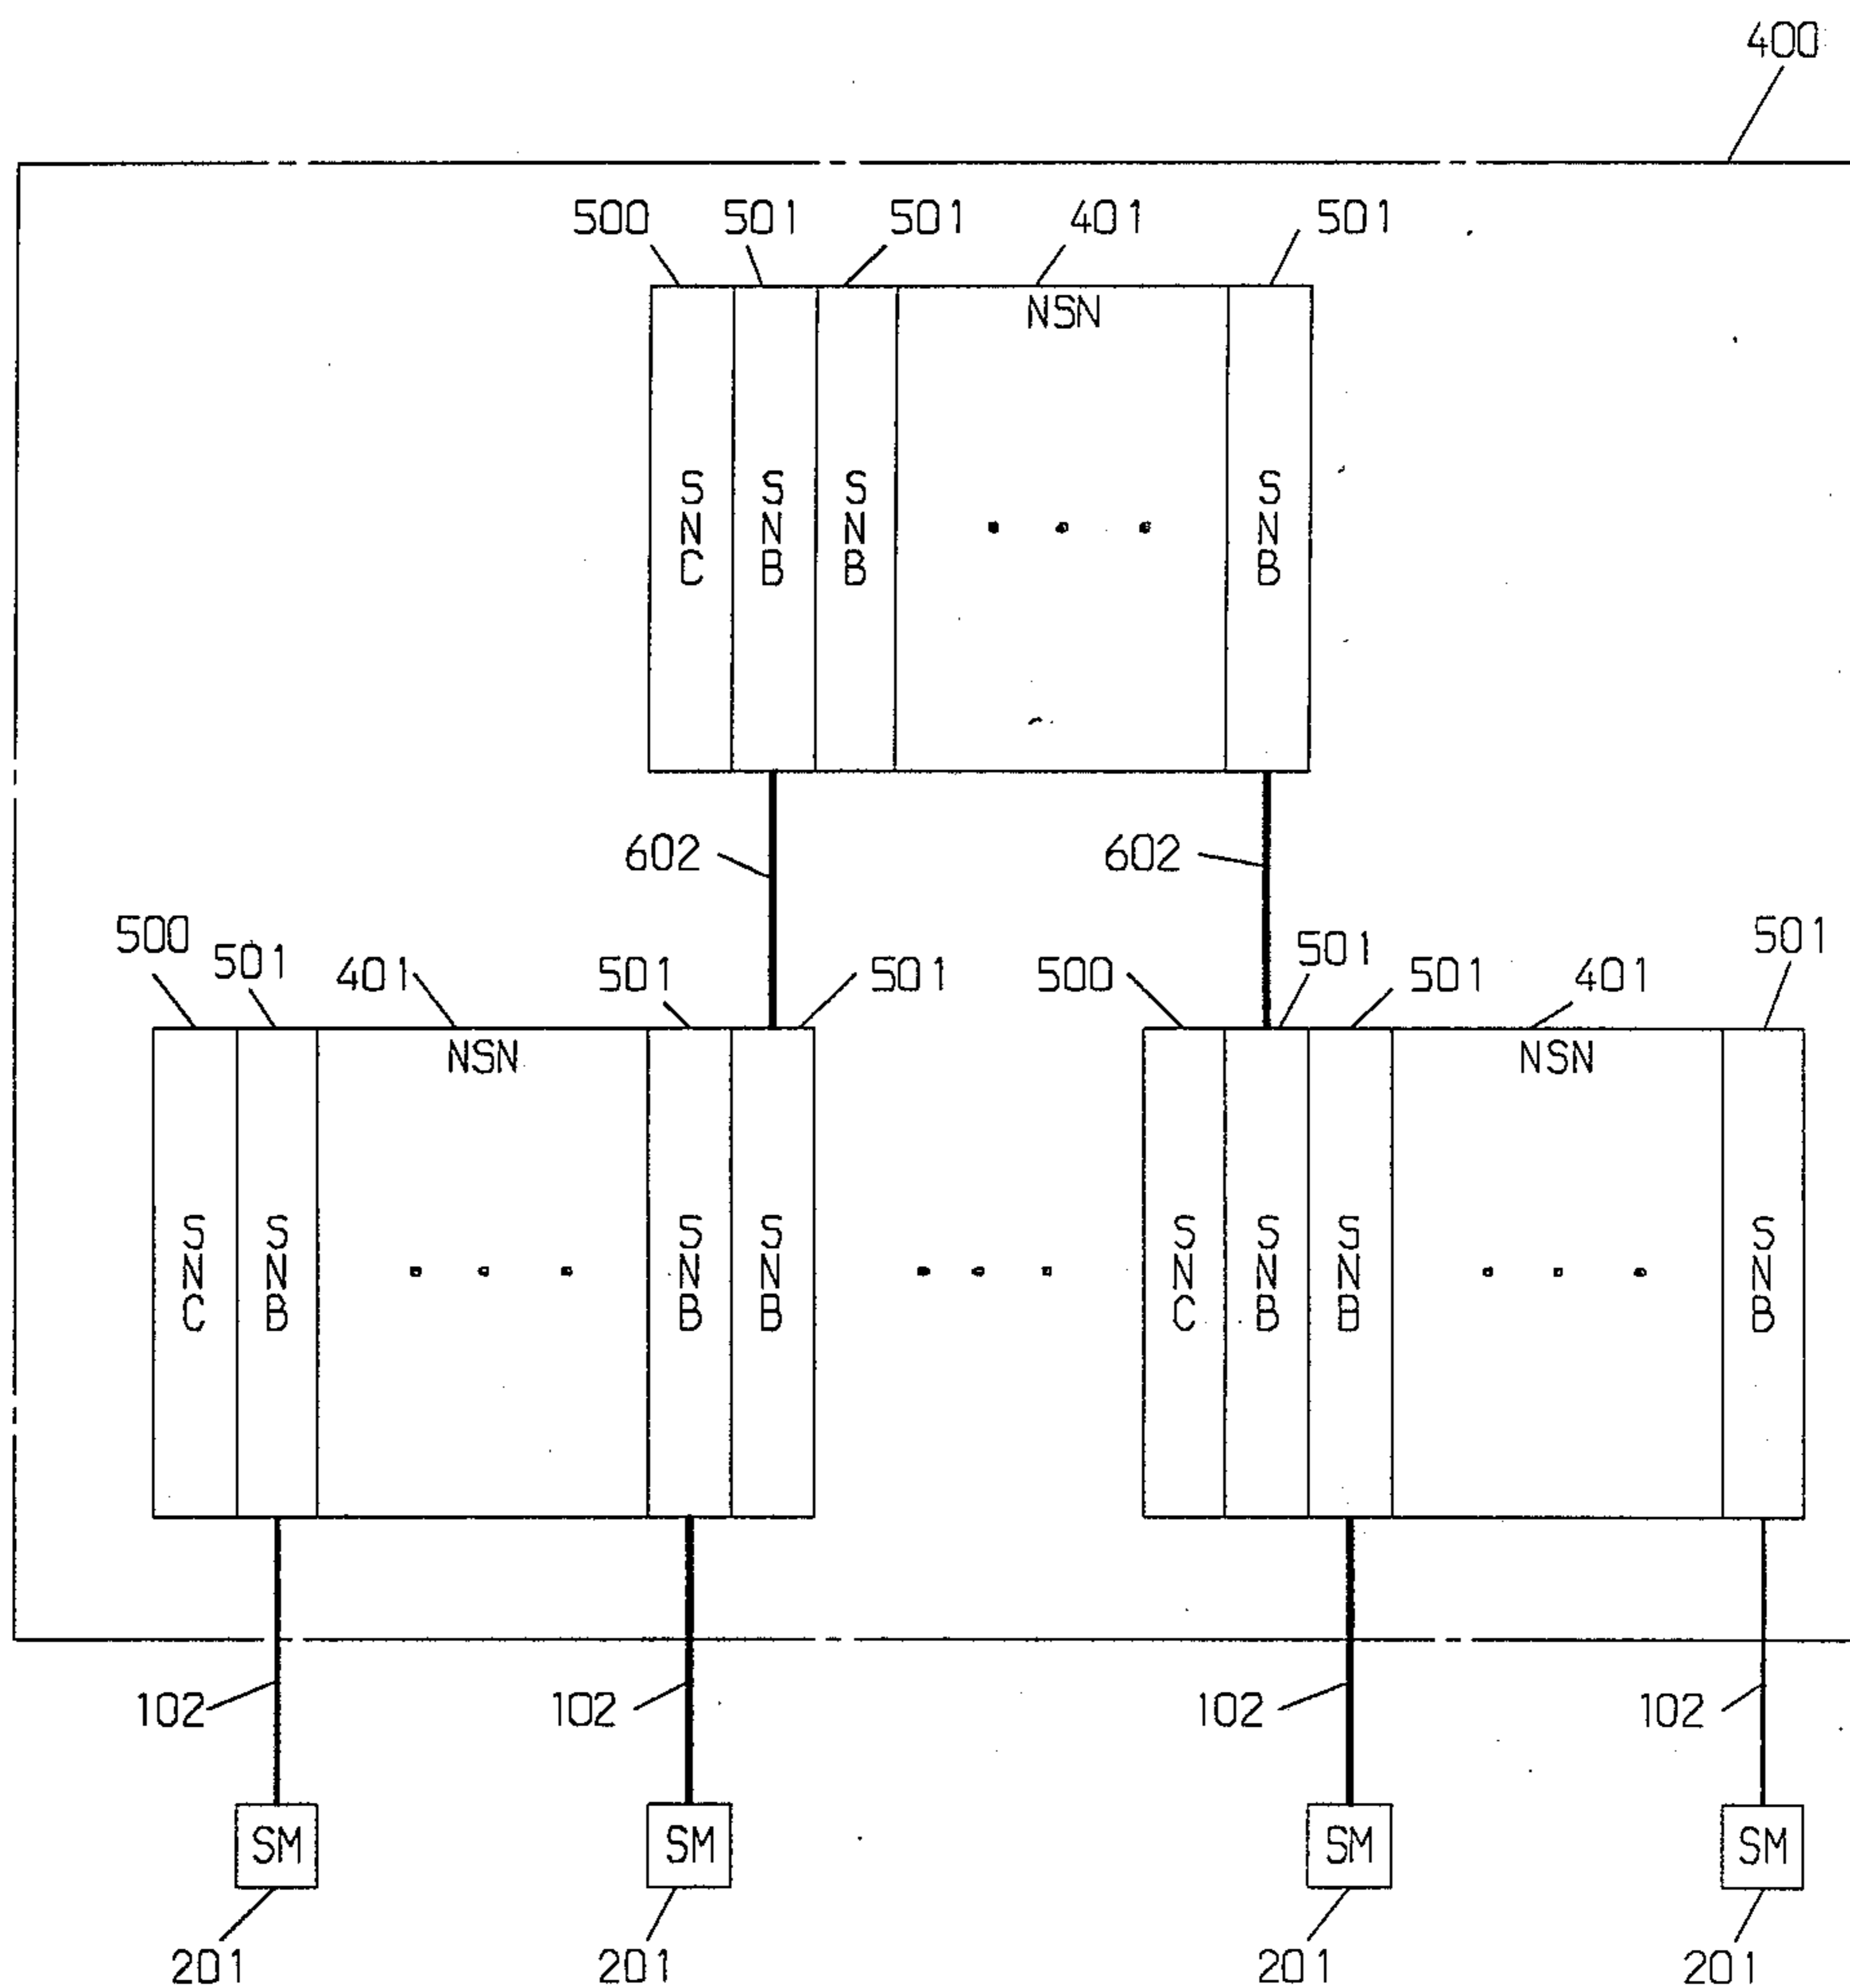 400
500 501 501 401 501
NSN
SNC SNB SNB SNB
602 602
500 501 401 501 501 500 501 501 401 501
NSN NSN
SNC SNB SNB SNB SNC SNB SNB SNB
102 102 102 102
SM SM SM SM
201 201 201 201